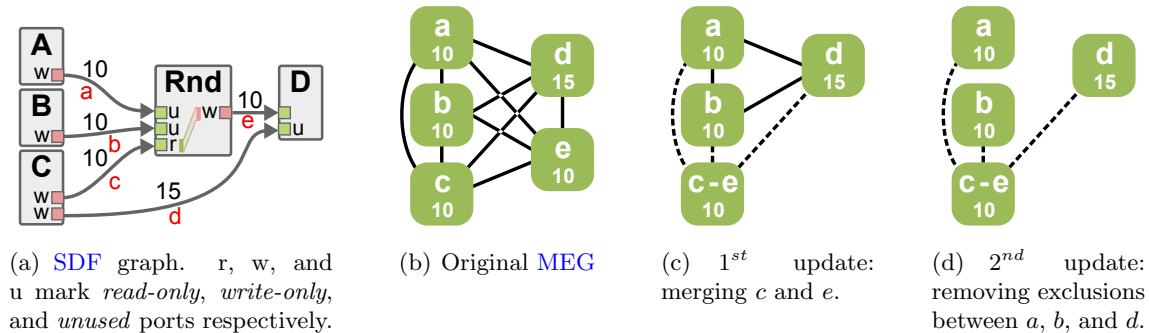 A
w
10
a
B
w
10
b
C
w
w
10
c
15
d
Rnd
u
u
r
w
10
e
D
u
a
10
b
10
c
10
d
15
e
10
a
10
b
10
c-e
10
d
15
a
10
b
10
c-e
10
d
15
(a) SDF graph. r, w, and
u mark read-only, write-only,
and unused ports respectively.
(b) Original MEG
(c) 1st update:
merging c and e.
(d) 2nd update:
removing exclusions
between a, b, and d.